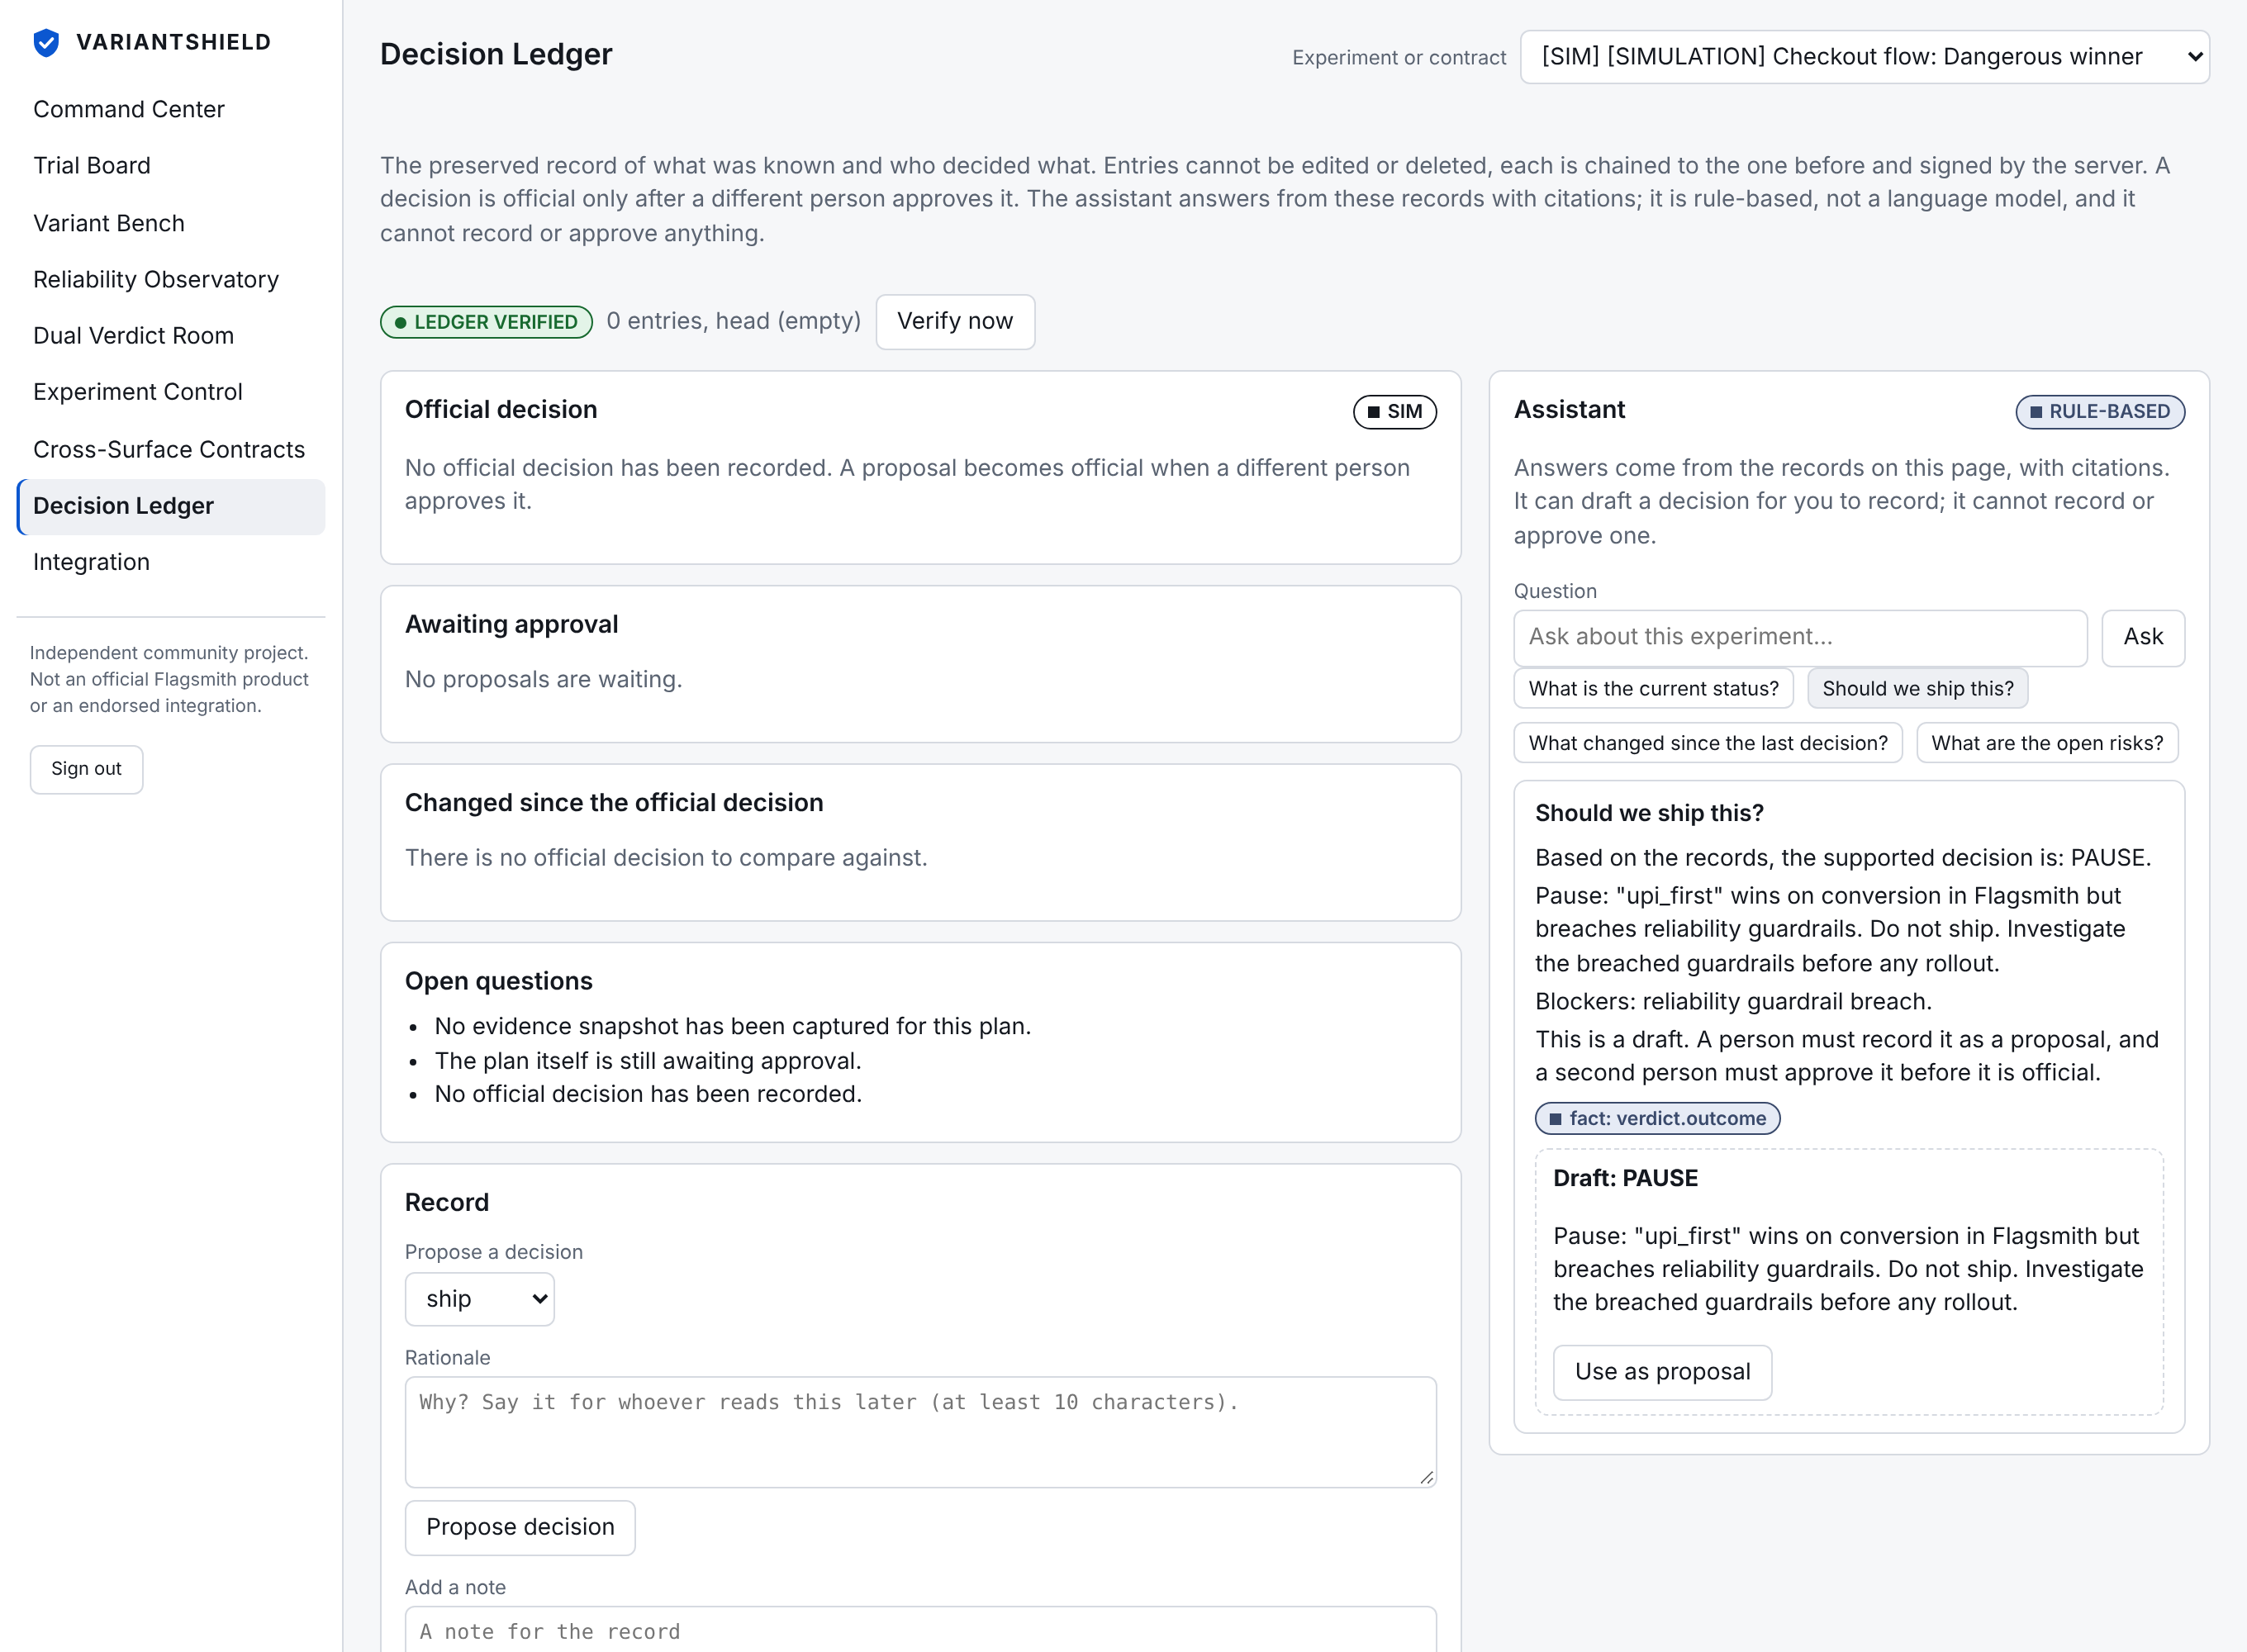 VARIANTSHIELD
Command Center
Trial Board
Variant Bench
Reliability Observatory
Dual Verdict Room
Experiment Control
Cross-Surface Contracts
Decision Ledger
Integration
Independent community project.
Not an official Flagsmith product
or an endorsed integration.
Sign out
Decision Ledger
Experiment or contract
[SIM] [SIMULATION] Checkout flow: Dangerous winner
The preserved record of what was known and who decided what. Entries cannot be edited or deleted, each is chained to the one before and signed by the server. A
decision is official only after a different person approves it. The assistant answers from these records with citations; it is rule-based, not a language model, and it
cannot record or approve anything.
LEDGER VERIFIED
0 entries, head (empty)
Verify now
Official decision
SIM
No official decision has been recorded. A proposal becomes official when a different person
approves it.
Awaiting approval
No proposals are waiting.
Changed since the official decision
There is no official decision to compare against.
Open questions
• No evidence snapshot has been captured for this plan.
• The plan itself is still awaiting approval.
• No official decision has been recorded.
Record
Propose a decision
ship
Rationale
Why? Say it for whoever reads this later (at least 10 characters).
Propose decision
Add a note
A note for the record
Assistant
RULE-BASED
Answers come from the records on this page, with citations.
It can draft a decision for you to record; it cannot record or
approve one.
Question
Ask about this experiment...
Ask
What is the current status?
Should we ship this?
What changed since the last decision?
What are the open risks?
Should we ship this?
Based on the records, the supported decision is: PAUSE.
Pause: "upi_first" wins on conversion in Flagsmith but
breaches reliability guardrails. Do not ship. Investigate
the breached guardrails before any rollout.
Blockers: reliability guardrail breach.
This is a draft. A person must record it as a proposal, and
a second person must approve it before it is official.
fact: verdict.outcome
Draft: PAUSE
Pause: "upi_first" wins on conversion in Flagsmith but
breaches reliability guardrails. Do not ship. Investigate
the breached guardrails before any rollout.
Use as proposal